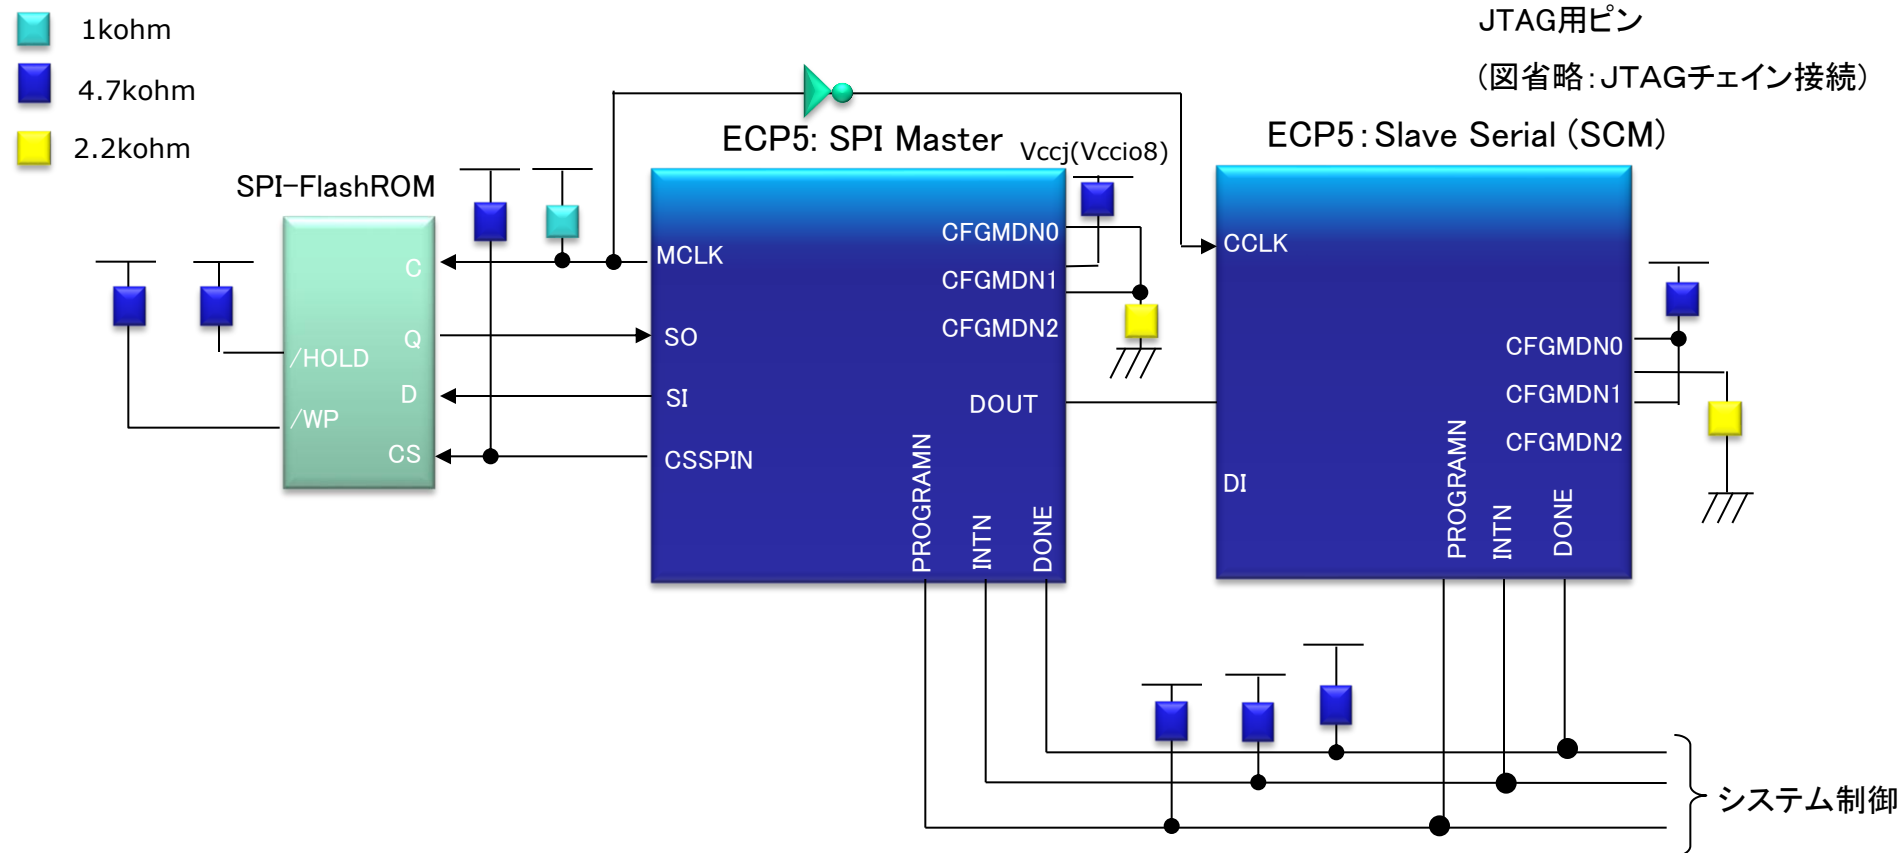 1kohm
4.7kohm
2.2kohm
JTAG用ピン
(図省略:JTAGチェイン接続)
ECP5: SPI Master
Vccj(Vccio8)
ECP5:Slave Serial (SCM)
SPI-FlashROM
C
Q
/HOLD
D
/WP
CS
MCLK
SO
SI
CSSPIN
CFGMDN0
CFGMDN1
CFGMDN2
DOUT
PROGRAMN
INTN
DONE
CCLK
DI
CFGMDN0
CFGMDN1
CFGMDN2
PROGRAMN
INTN
DONE
システム制御